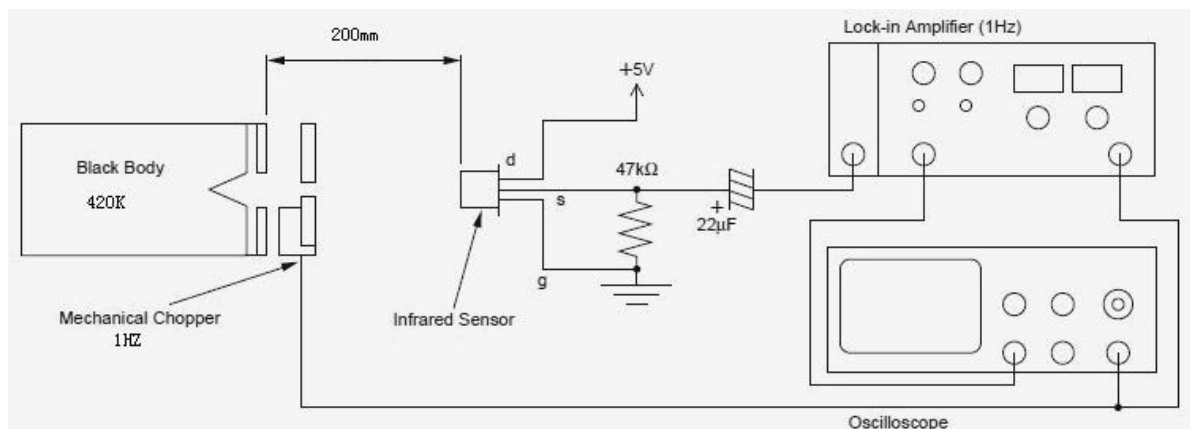 200mm
Lock-in Amplifier (1Hz)
+5V
Black Body
420K
d
47kΩ
s
+
22μF
g
Mechanical Chopper
1HZ
Infrared Sensor
Oscilloscope